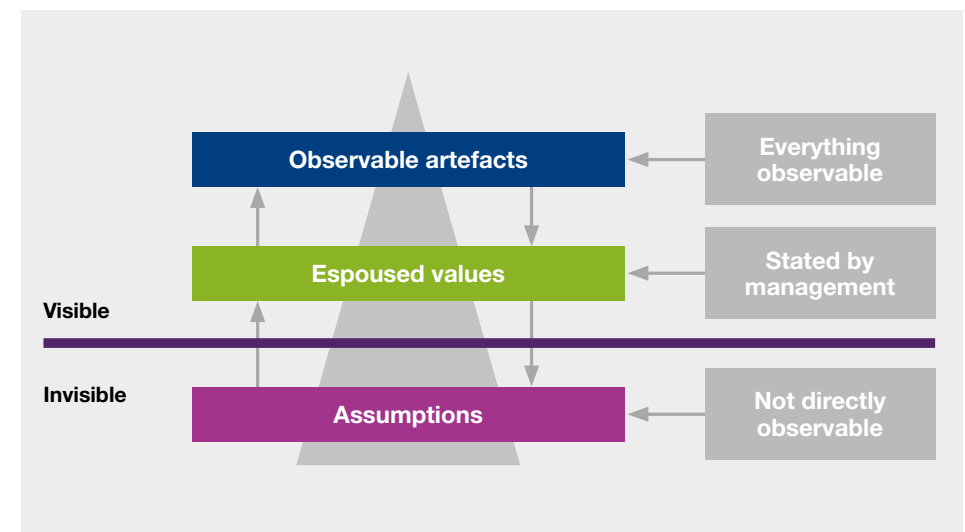 Observable artefacts
Everything
observable
Espoused values
Stated by
management
Visible
Invisible
Assumptions
Not directly
observable